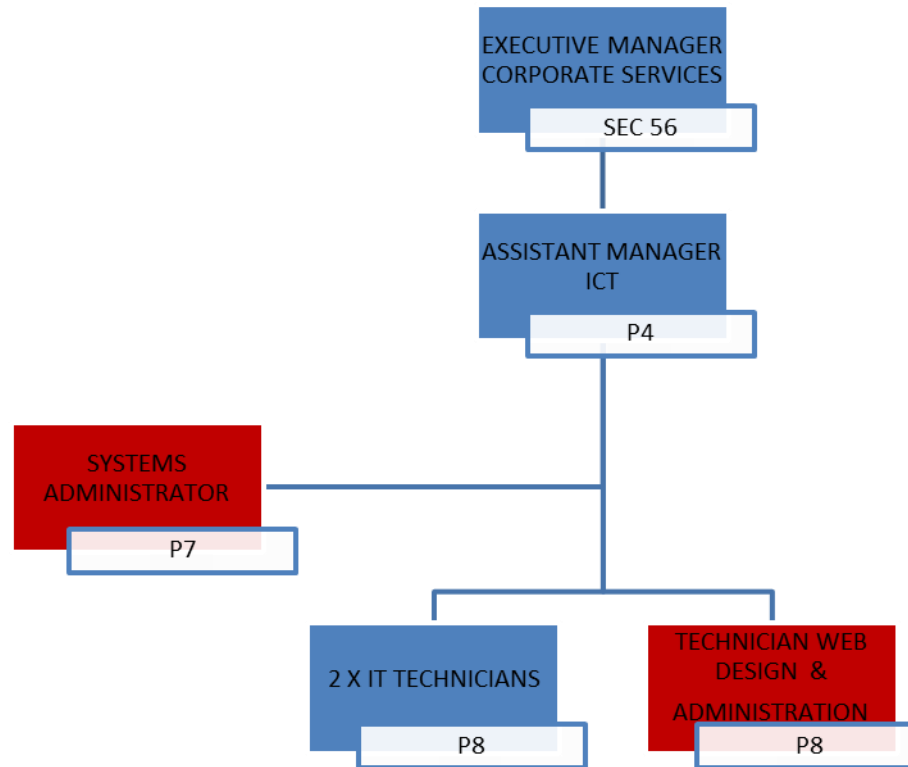 EXECUTIVE MANAGER
CORPORATE SERVICES
SEC 56
ASSISTANT MANAGER
ICT
P4
SYSTEMS
ADMINISTRATOR
P7
2 X IT TECHNICIANS
P8
TECHNICIAN WEB
DESIGN &
ADMINISTRATION
P8